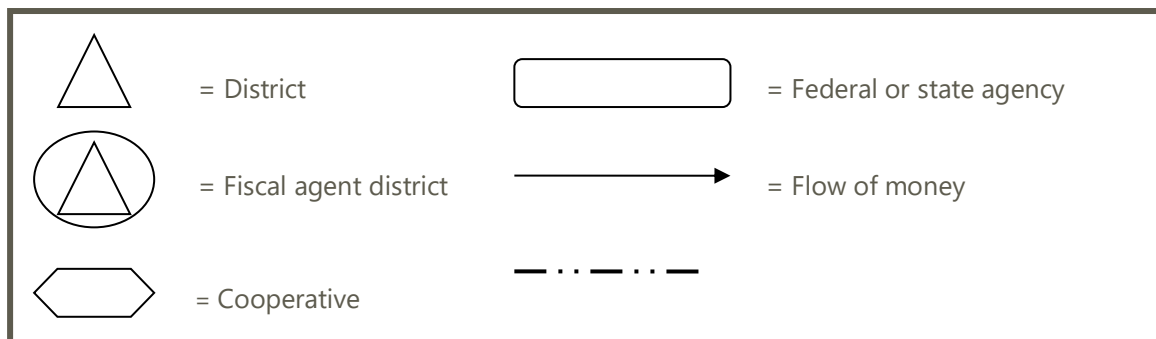 = District
= Federal or state agency
= Fiscal agent district
= Flow of money
= Cooperative